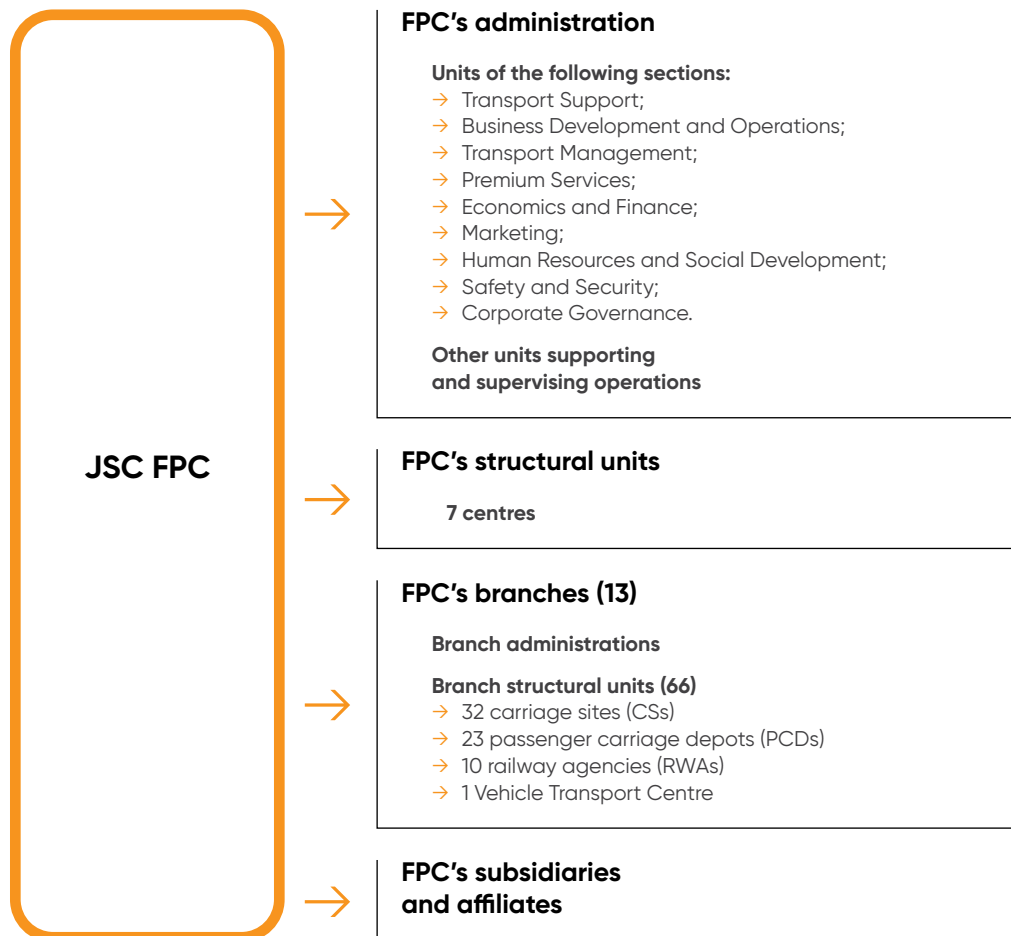 JSC FPC
FPC’s administration
Units of the following sections:
→ Transport Support;
→ Business Development and Operations;
→ Transport Management;
→ Premium Services;
→ Economics and Finance;
→ Marketing;
→ Human Resources and Social Development;
→ Safety and Security;
→ Corporate Governance.
Other units supporting
and supervising operations
FPC’s structural units
7 centres
FPC’s branches (13)
Branch administrations
Branch structural units (66)
→ 32 carriage sites (CSs)
→ 23 passenger carriage depots (PCDs)
→ 10 railway agencies (RWAs)
→ 1 Vehicle Transport Centre
FPC’s subsidiaries
and affiliates